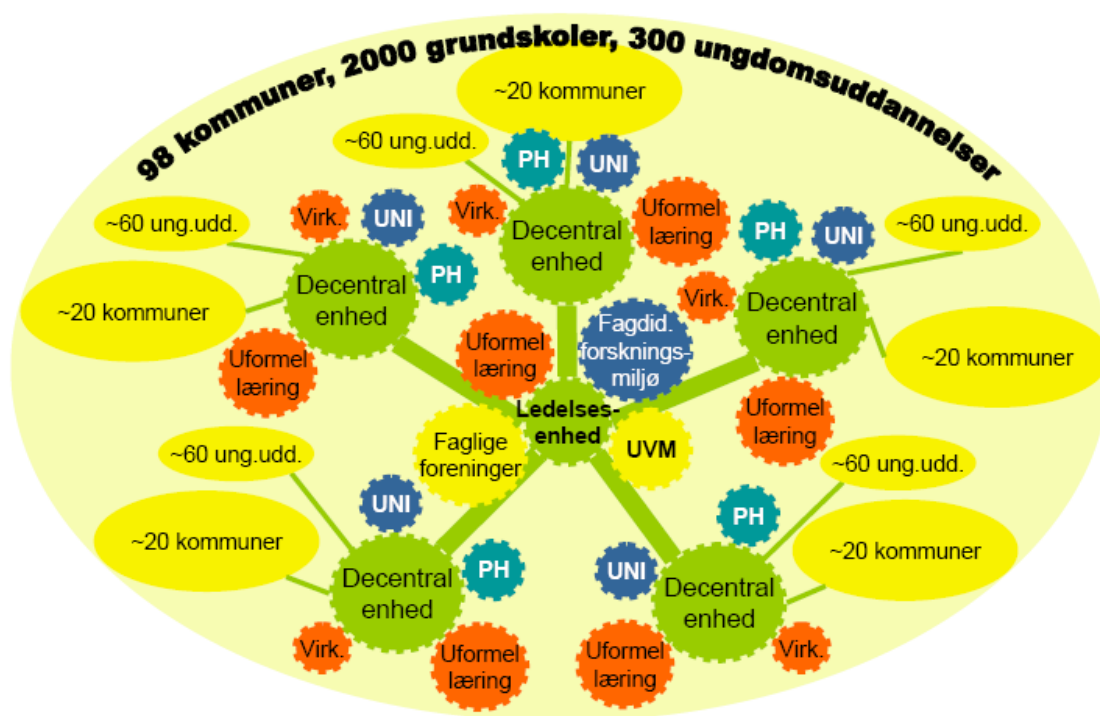 98 kommuner, 2000 grundskoler, 300 ungdomsuddannelser
~20 kommuner
~60 ung.udd.
PH
UNI
Virk.
Decentral
enhed
Uformel
læring
~60 ung.udd.
Virk.
UNI
PH
Decentral
enhed
~20 kommuner
Uformel
læring
PH
UNI
~60 ung.udd.
Virk.
Decentral
enhed
~20 kommuner
Uformel
læring
Uformel
læring
Fagdid.
forsknings-
miljø
Ledelses-
enhed
Faglige
foreninger
UVM
~60 ung.udd.
~20 kommuner
UNI
Decentral
enhed
PH
Virk.
Uformel
læring
~60 ung.udd.
~20 kommuner
PH
UNI
Decentral
enhed
Uformel
læring
Virk.